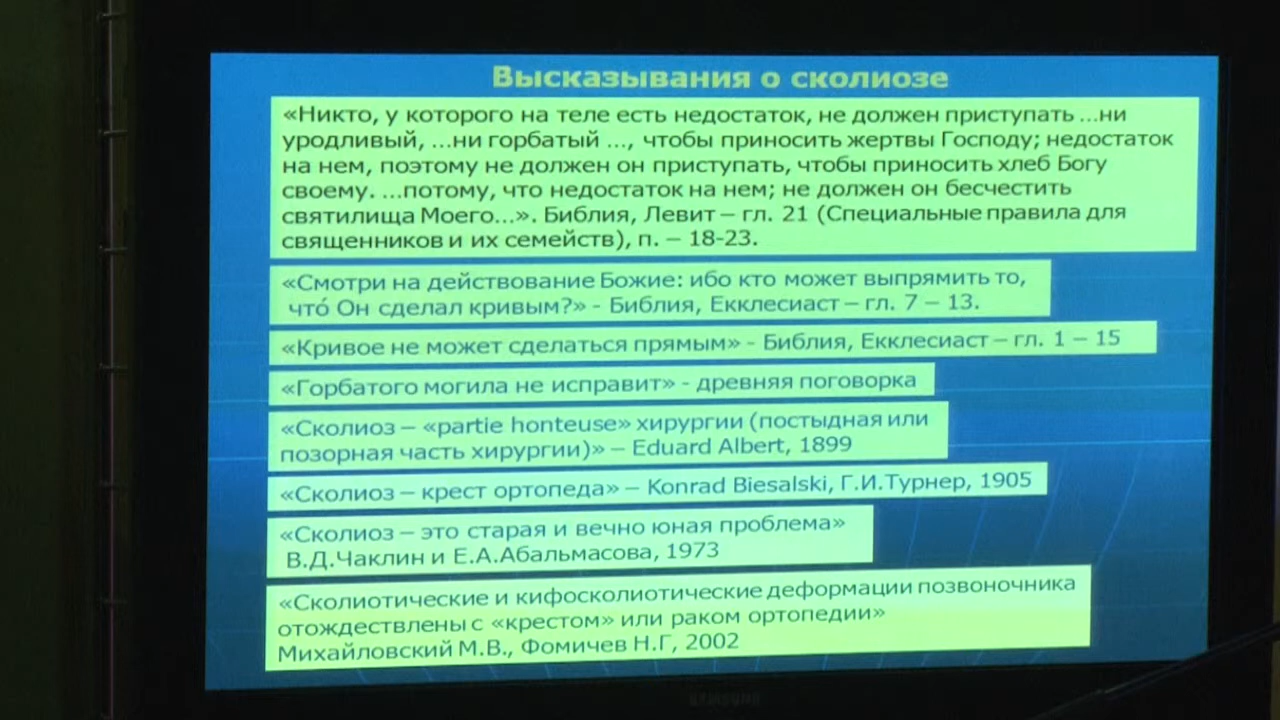 Высказывания о сколиозе
«Никто, у которого на теле есть недостаток, не должен приступать ...ни
уродливый, ...ни горбатый ..., чтобы приносить жертвы Господу; недостаток
на нем, поэтому не должен он приступать, чтобы приносить хлеб Богу
своему. ...потому, что недостаток на нем; не должен он бесчестить
святилища Моего...». Библия, Левит – гл. 21 (Специальные правила для
священников и их семейств), п. – 18-23.
«Смотри на действование Божие: ибо кто может выпрямить то,
чтó Он сделал кривым?» - Библия, Екклесиаст – гл. 7 – 13.
«Кривое не может сделаться прямым» - Библия, Екклесиаст – гл. 1 – 15
«Горбатого могила не исправит» - древняя поговорка
«Сколиоз – «partie honteuse» хирургии (постыдная или
позорная часть хирургии)» – Eduard Albert, 1899
«Сколиоз – крест ортопеда» – Konrad Biesalski, Г.И.Турнер, 1905
«Сколиоз – это старая и вечно юная проблема»
В.Д.Чаклин и Е.А.Абальмасова, 1973
«Сколиотические и кифосколиотические деформации позвоночника
отождествлены с «крестом» или раком ортопедии»
Михайловский М.В., Фомичев Н.Г, 2002
SAMSUNG